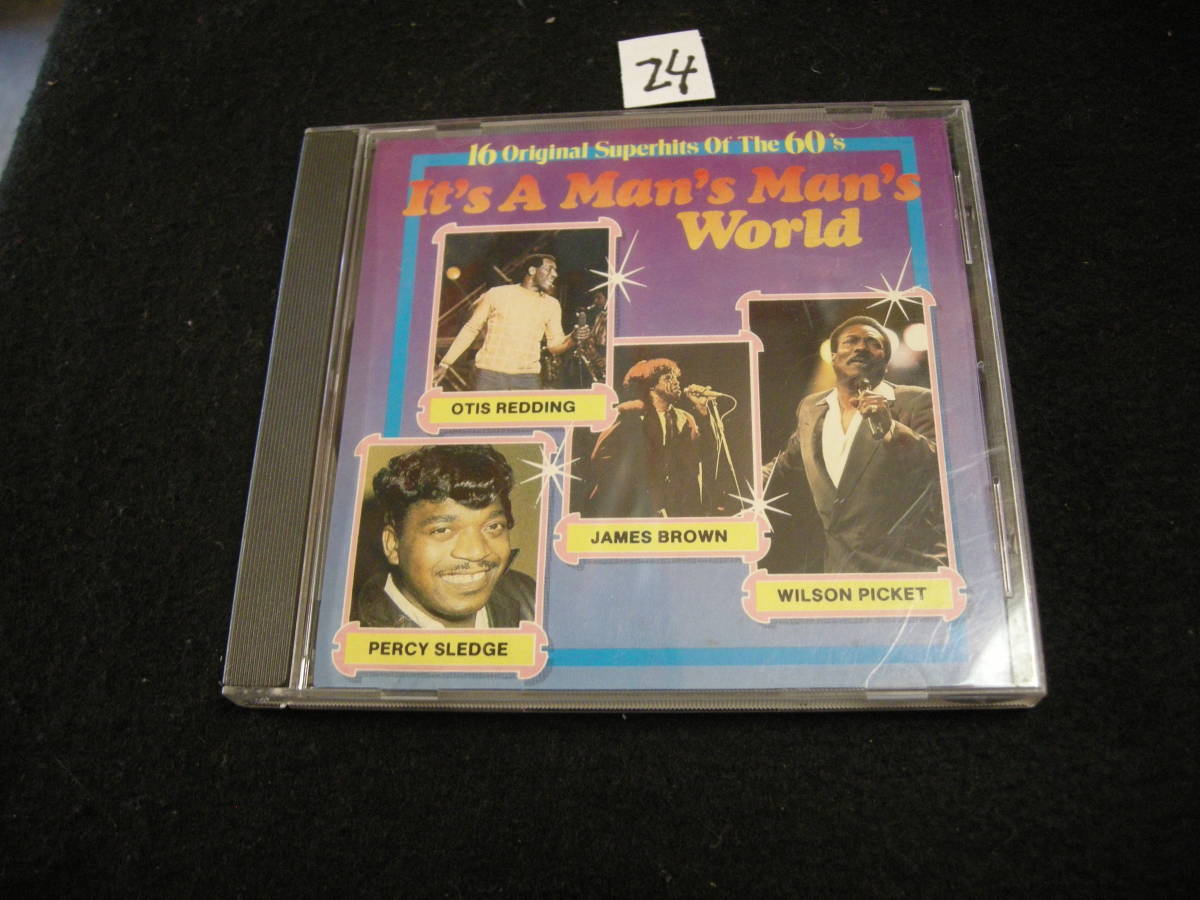 24
16 Original Superhits Of The 60's
It's A Man's Man's
World
OTIS REDDING
JAMES BROWN
WILSON PICKET
PERCY SLEDGE